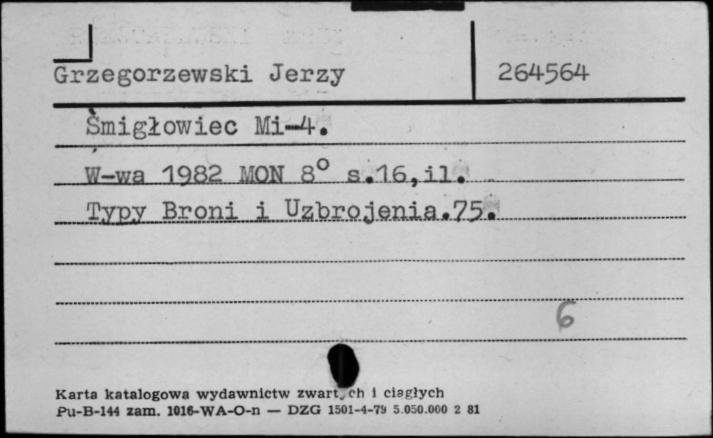 Grzegorzewski Jerzy 264564
Śmigłowiec Mi-4.
W-wa 1982 MON 8° s.16,il.
Typy Broni i Uzbrojenia.75.
6
Karta katalogowa wydawnictw zwartych i ciągłych
Pu-B-144 zam. 1016-WA-O-n — DZG 1501-4-79 5.050.000 2 81